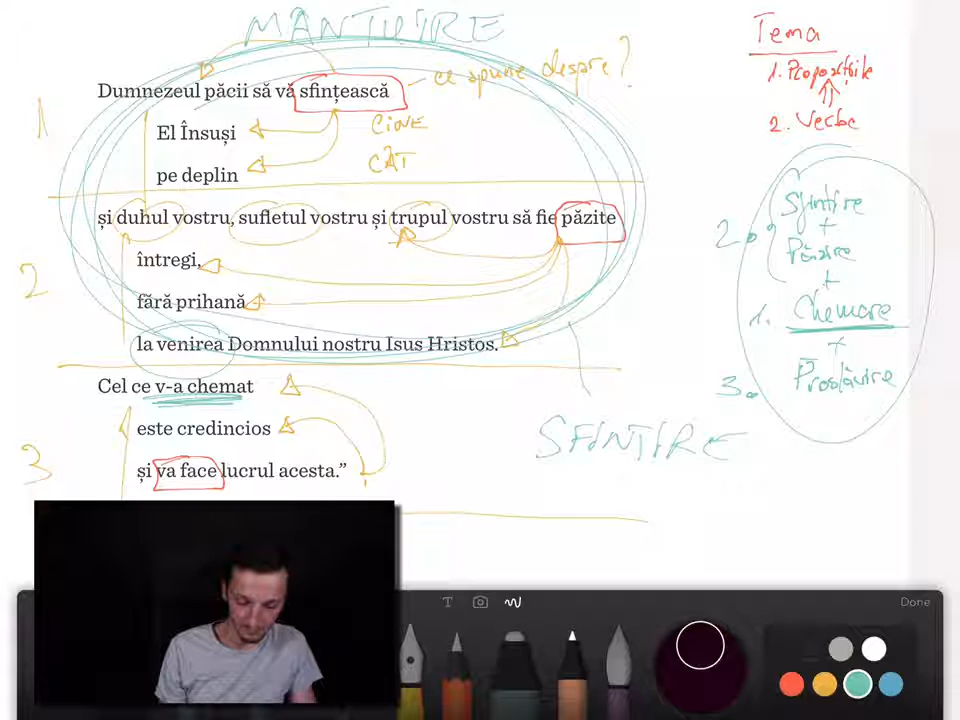 MÂNTUIRE
Tema
1. Propozițiile
2. Verbe
1
Dumnezeul păcii să vă sfințească
ce spune despre?
El Însuși
CINE
pe deplin
CÂT
2
și duhul vostru, sufletul vostru și trupul vostru să fie păzite
întregi,
fără prihană
la venirea Domnului nostru Isus Hristos.
2.
Sfințire
+
Păzire
+
1. Chemare
+
3. Proslăvire
3
Cel ce v-a chemat
este credincios
și va face lucrul acesta.”
SFINȚIRE
T
Done